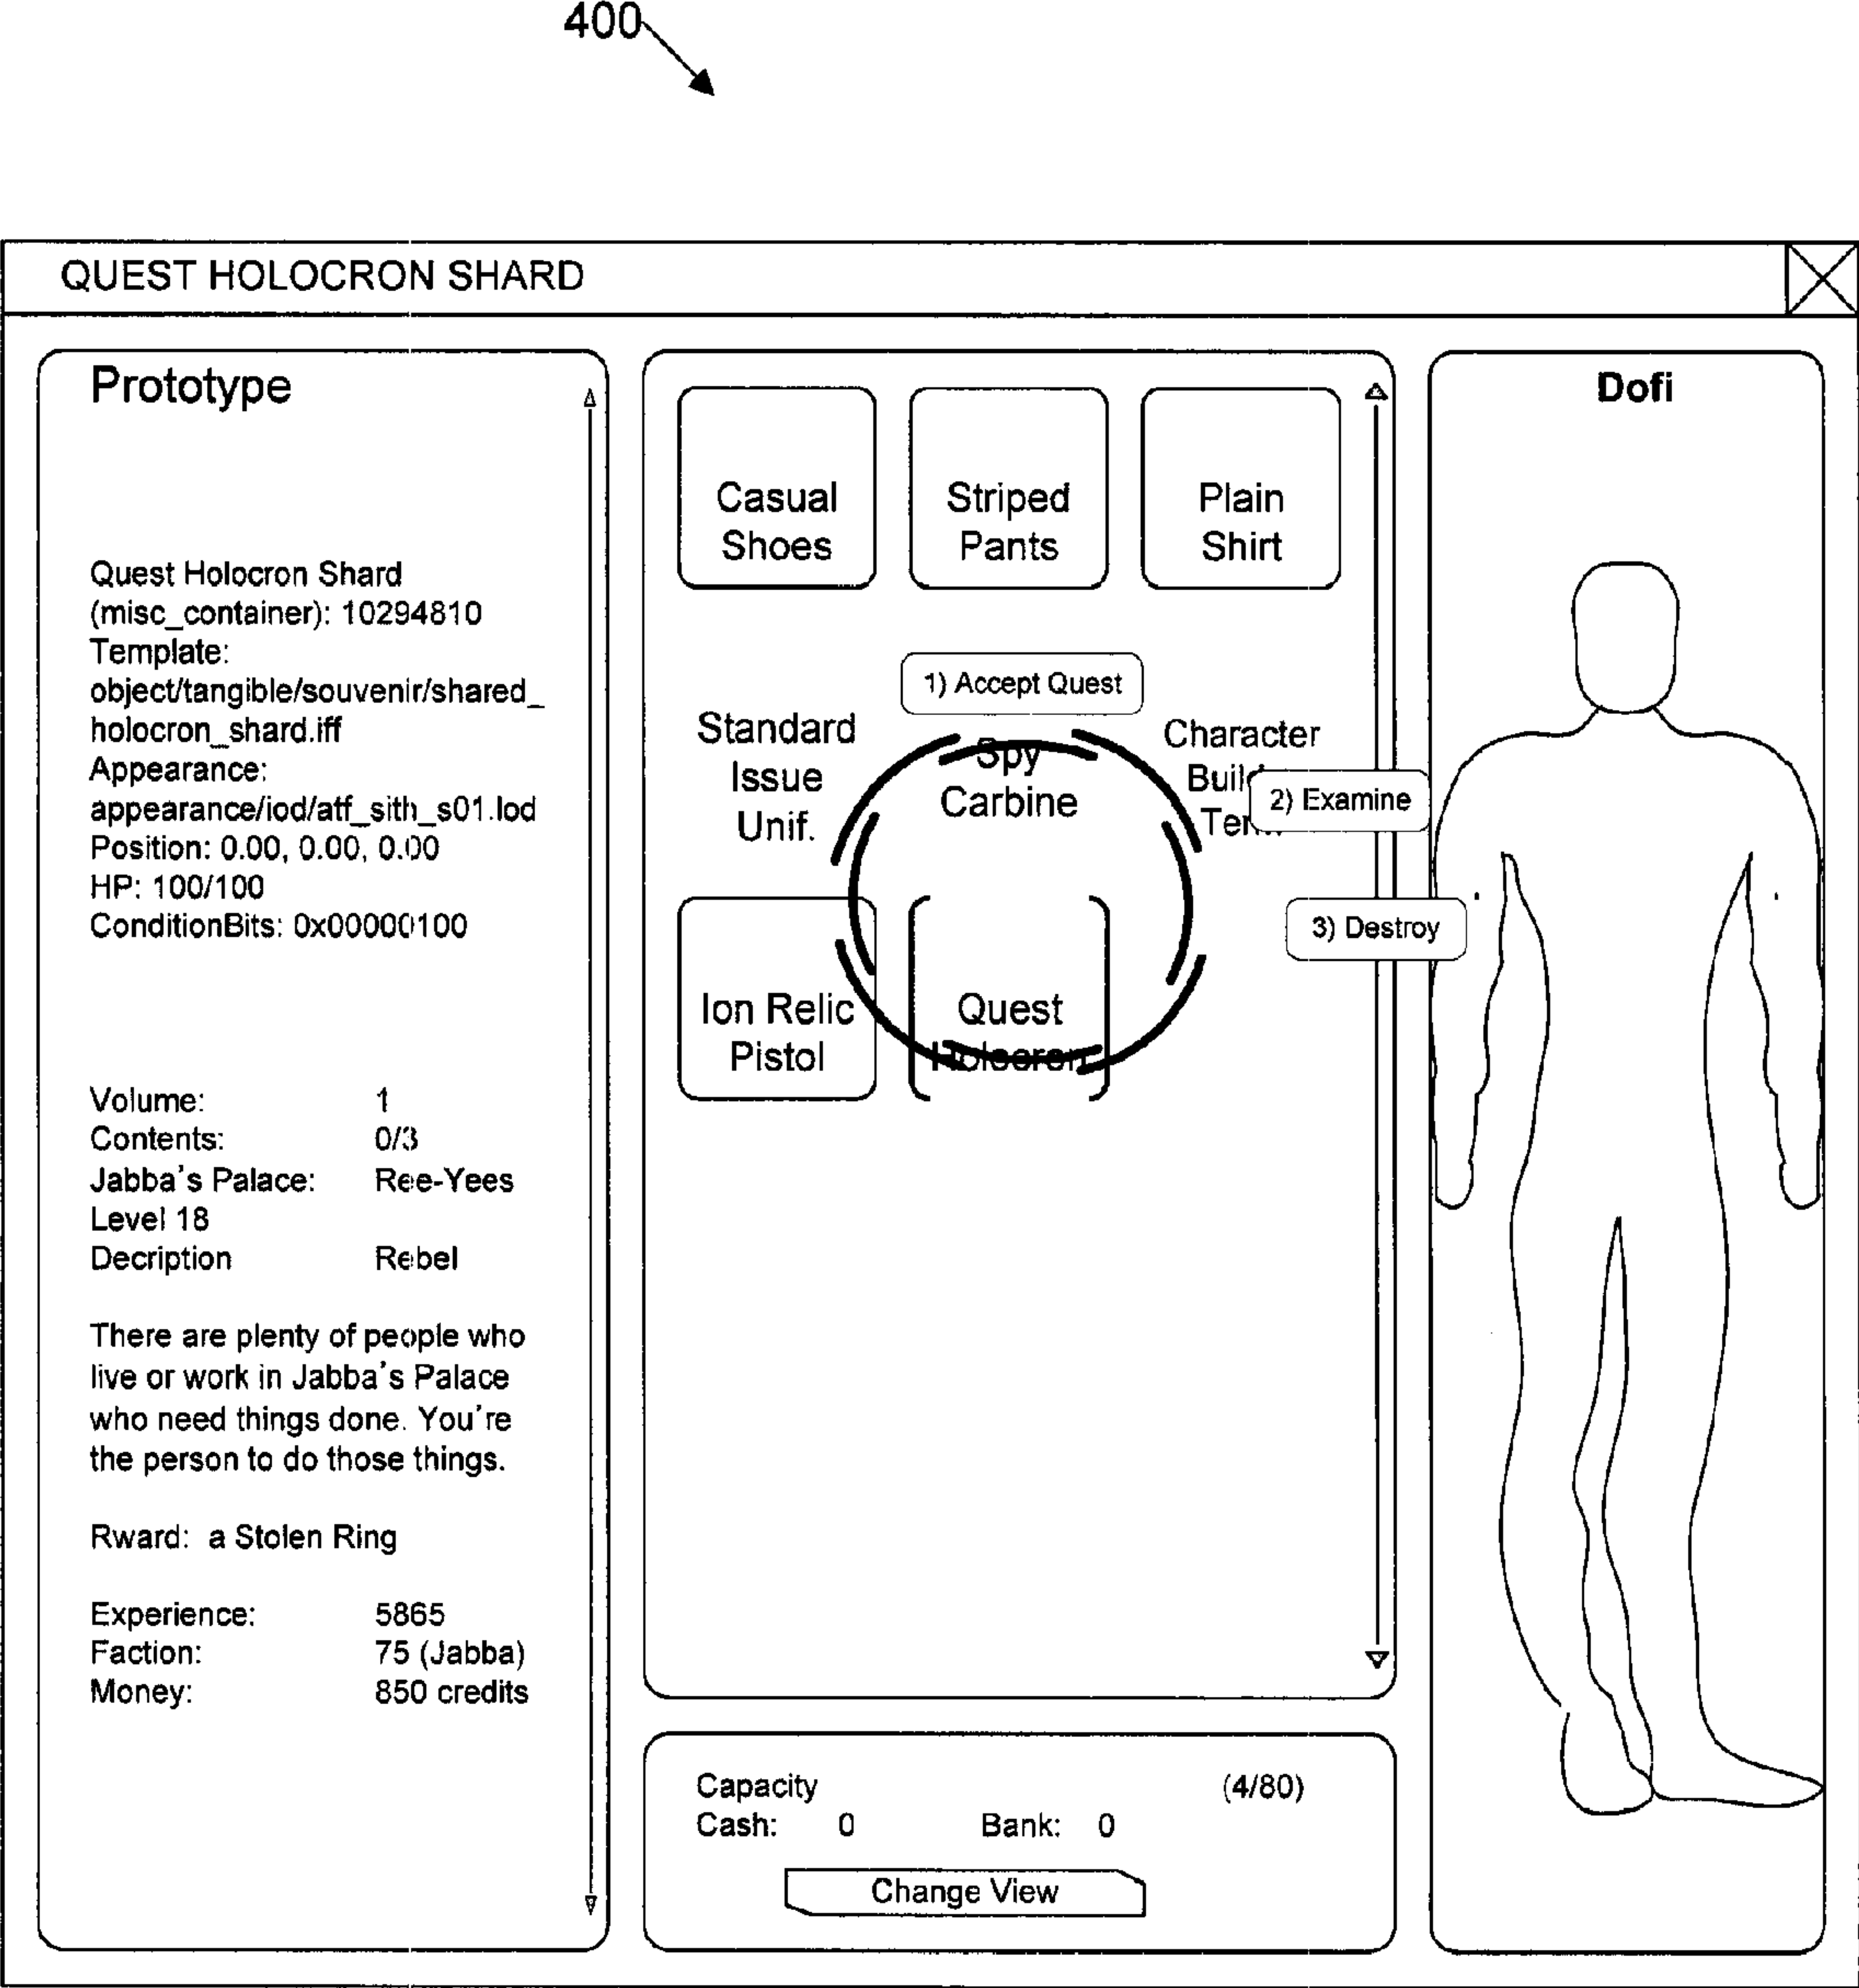 400
QUEST HOLOCRON SHARD
Prototype
Quest Holocron Shard
(misc_container): 10294810
Template:
object/tangible/souvenir/shared_
holocron_shard.iff
Appearance:
appearance/iod/atf_sith_s01.lod
Position: 0.00, 0.00, 0.00
HP: 100/100
ConditionBits: 0x00000100
Volume: 1
Contents: 0/3
Jabba's Palace: Ree-Yees
Level 18
Decription Rebel
There are plenty of people who
live or work in Jabba's Palace
who need things done. You're
the person to do those things.
Rward: a Stolen Ring
Experience: 5865
Faction: 75 (Jabba)
Money: 850 credits
Casual
Shoes
Striped
Pants
Plain
Shirt
1) Accept Quest
Standard
Issue
Unif.
Spy
Carbine
Character
2) Examine
3) Destroy
Ion Relic
Pistol
Quest
Holocron
Capacity (4/80)
Cash: 0 Bank: 0
Change View
Dofi